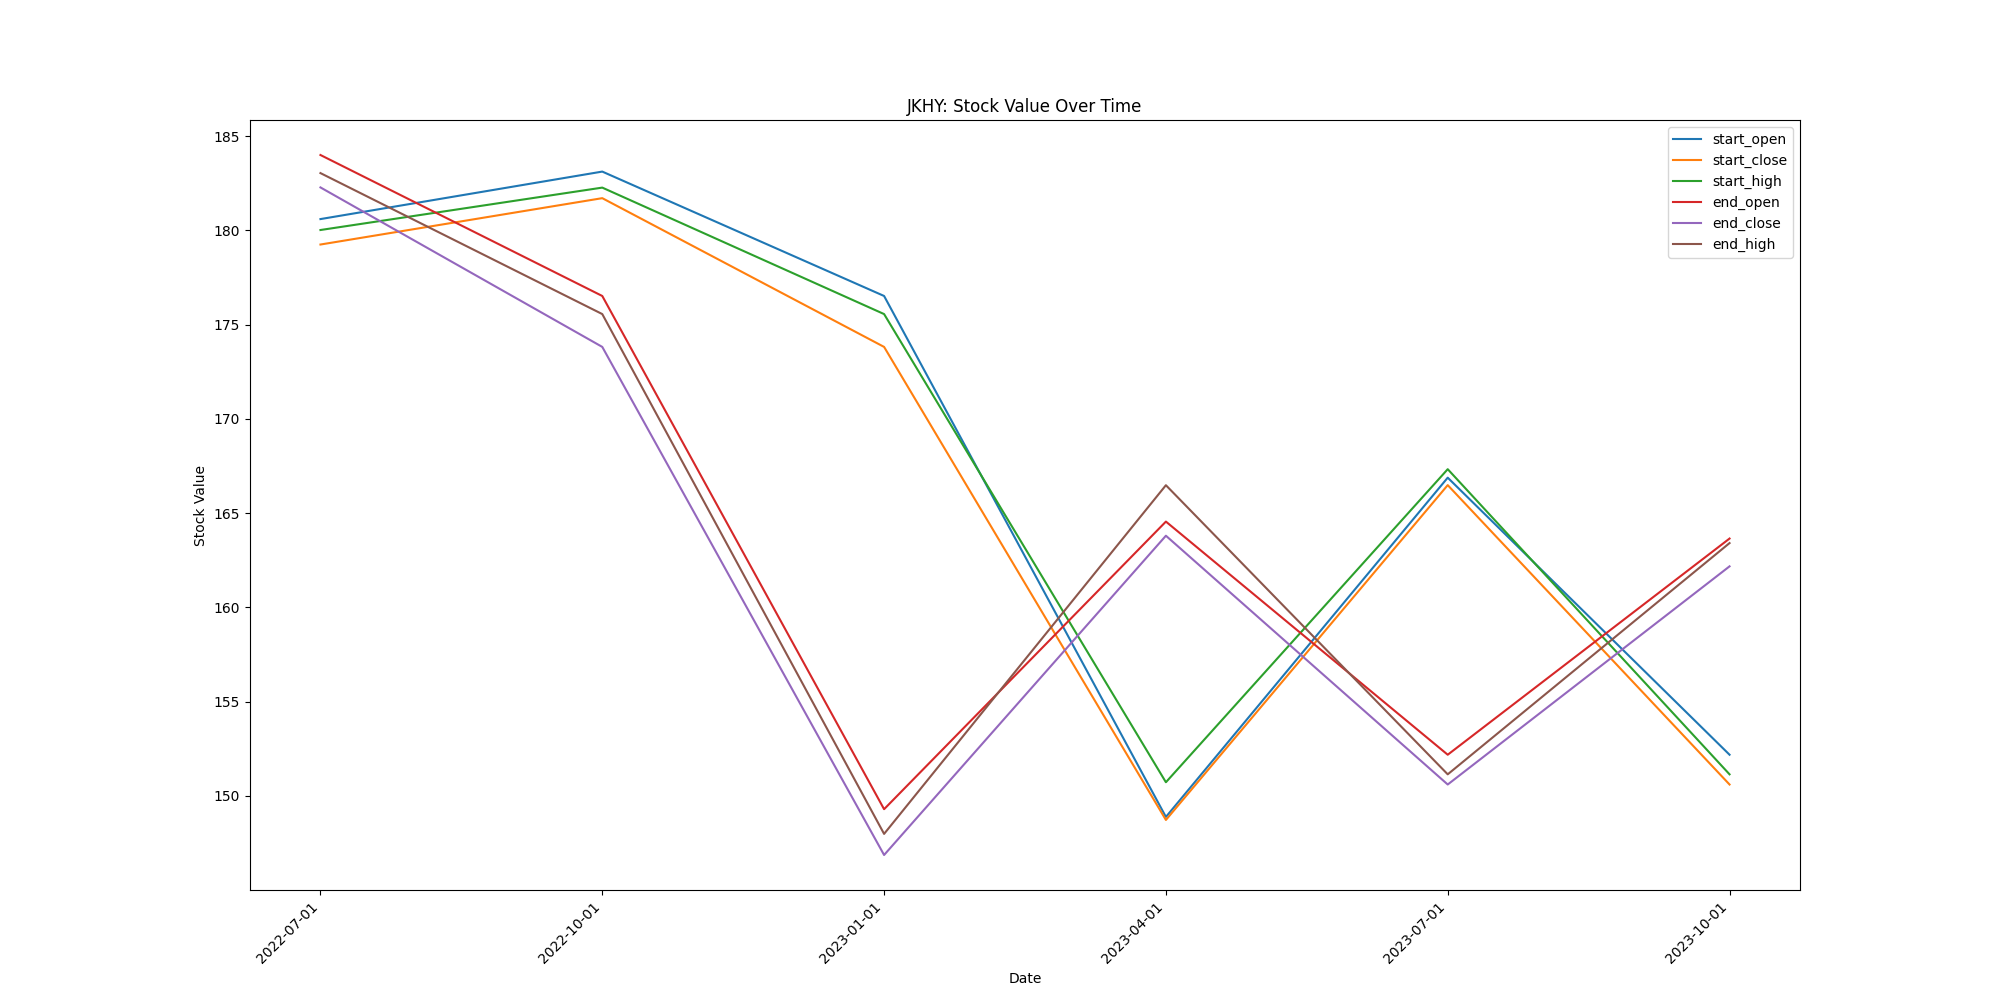 JKHY: Stock Value Over Time
start_open
start_close
start_high
end_open
end_close
end_high
Stock Value
185
180
175
170
165
160
155
150
2022-07-01
2022-10-01
2023-01-01
2023-04-01
2023-07-01
2023-10-01
Date